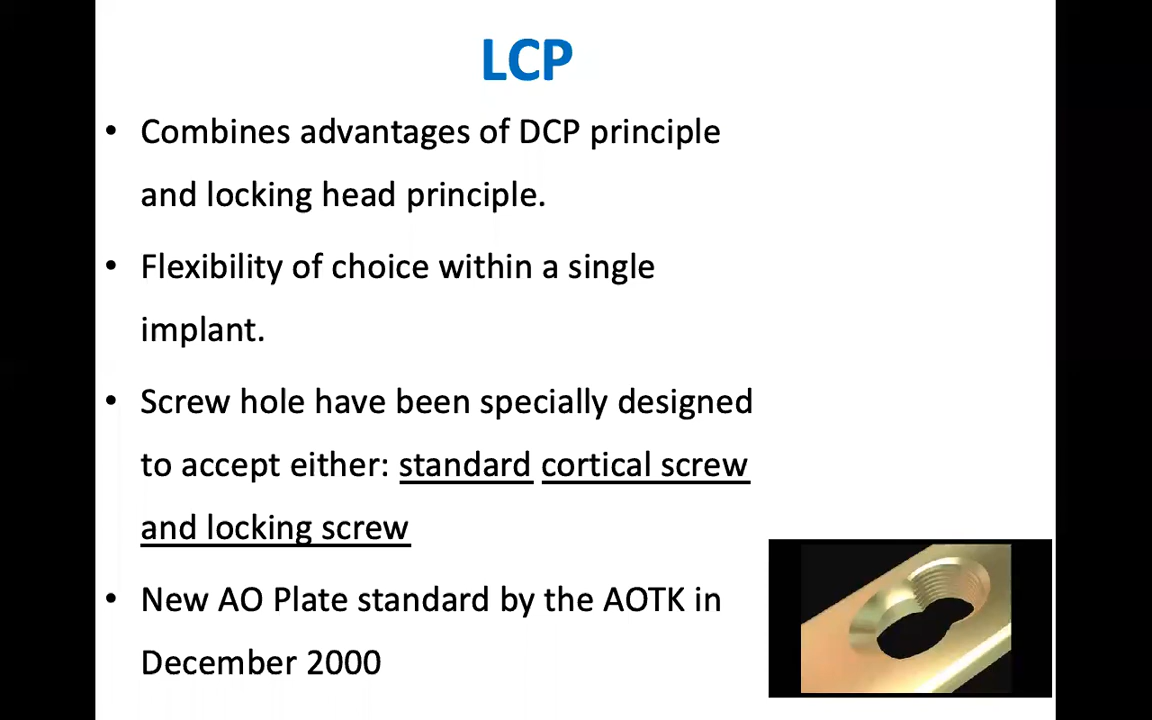 LCP
• Combines advantages of DCP principle
and locking head principle.
• Flexibility of choice within a single
implant.
• Screw hole have been specially designed
to accept either: standard cortical screw
and locking screw
• New AO Plate standard by the AOTK in
December 2000